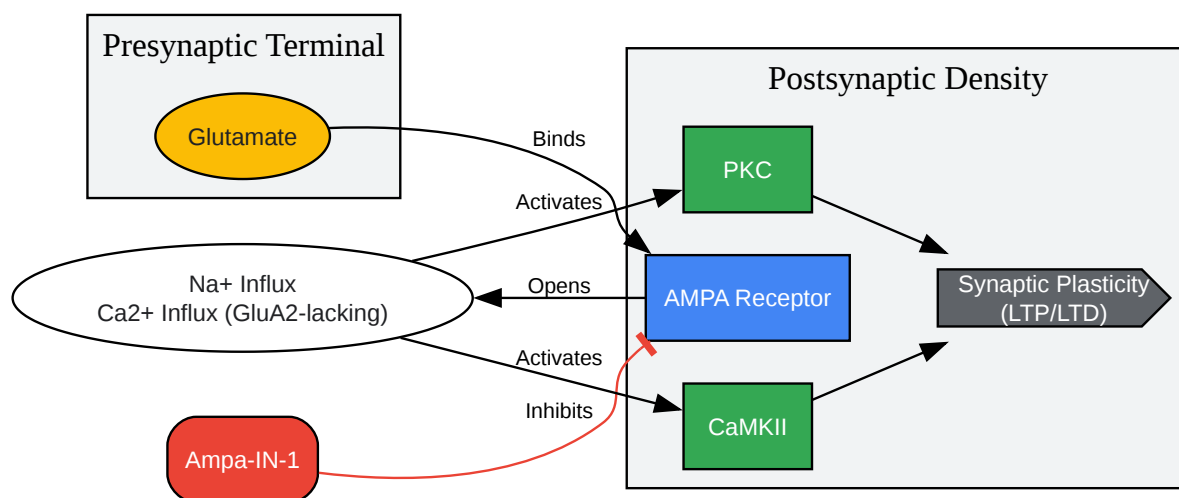 Presynaptic Terminal
Glutamate
Binds
Postsynaptic Density
PKC
Activates
Na+ Influx
Ca2+ Influx (GluA2-lacking)
Opens
AMPA Receptor
Synaptic Plasticity
(LTP/LTD)
Activates
Inhibits
CaMKII
Ampa-IN-1